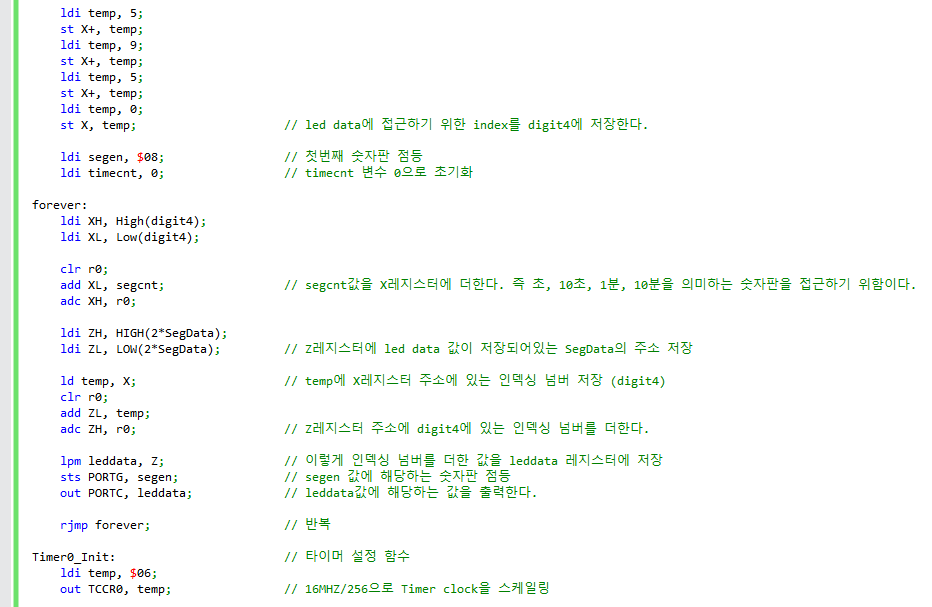 ldi temp, 5;
st X+, temp;
ldi temp, 9;
st X+, temp;
ldi temp, 5;
st X+, temp;
ldi temp, 0;
st X, temp; // led data에 접근하기 위한 index를 digit4에 저장한다.
ldi segen, $08; // 첫번째 숫자판 점등
ldi timecnt, 0; // timecnt 변수 0으로 초기화
forever:
ldi XH, High(digit4);
ldi XL, Low(digit4);
clr r0;
add XL, segcnt; // segcnt값을 X레지스터에 더한다. 즉 초, 10초, 1분, 10분을 의미하는 숫자판을 접근하기 위함이다.
adc XH, r0;
ldi ZH, HIGH(2*SegData);
ldi ZL, LOW(2*SegData); // Z레지스터에 led data 값이 저장되어있는 SegData의 주소 저장
ld temp, X; // temp에 X레지스터 주소에 있는 인덱싱 넘버 저장 (digit4)
clr r0;
add ZL, temp;
adc ZH, r0; // Z레지스터 주소에 digit4에 있는 인덱싱 넘버를 더한다.
lpm leddata, Z; // 이렇게 인덱싱 넘버를 더한 값을 leddata 레지스터에 저장
sts PORTG, segen; // segen 값에 해당하는 숫자판 점등
out PORTC, leddata; // leddata값에 해당하는 값을 출력한다.
rjmp forever; // 반복
Timer0_Init: // 타이머 설정 함수
ldi temp, $06;
out TCCR0, temp; // 16MHZ/256으로 Timer clock을 스케일링